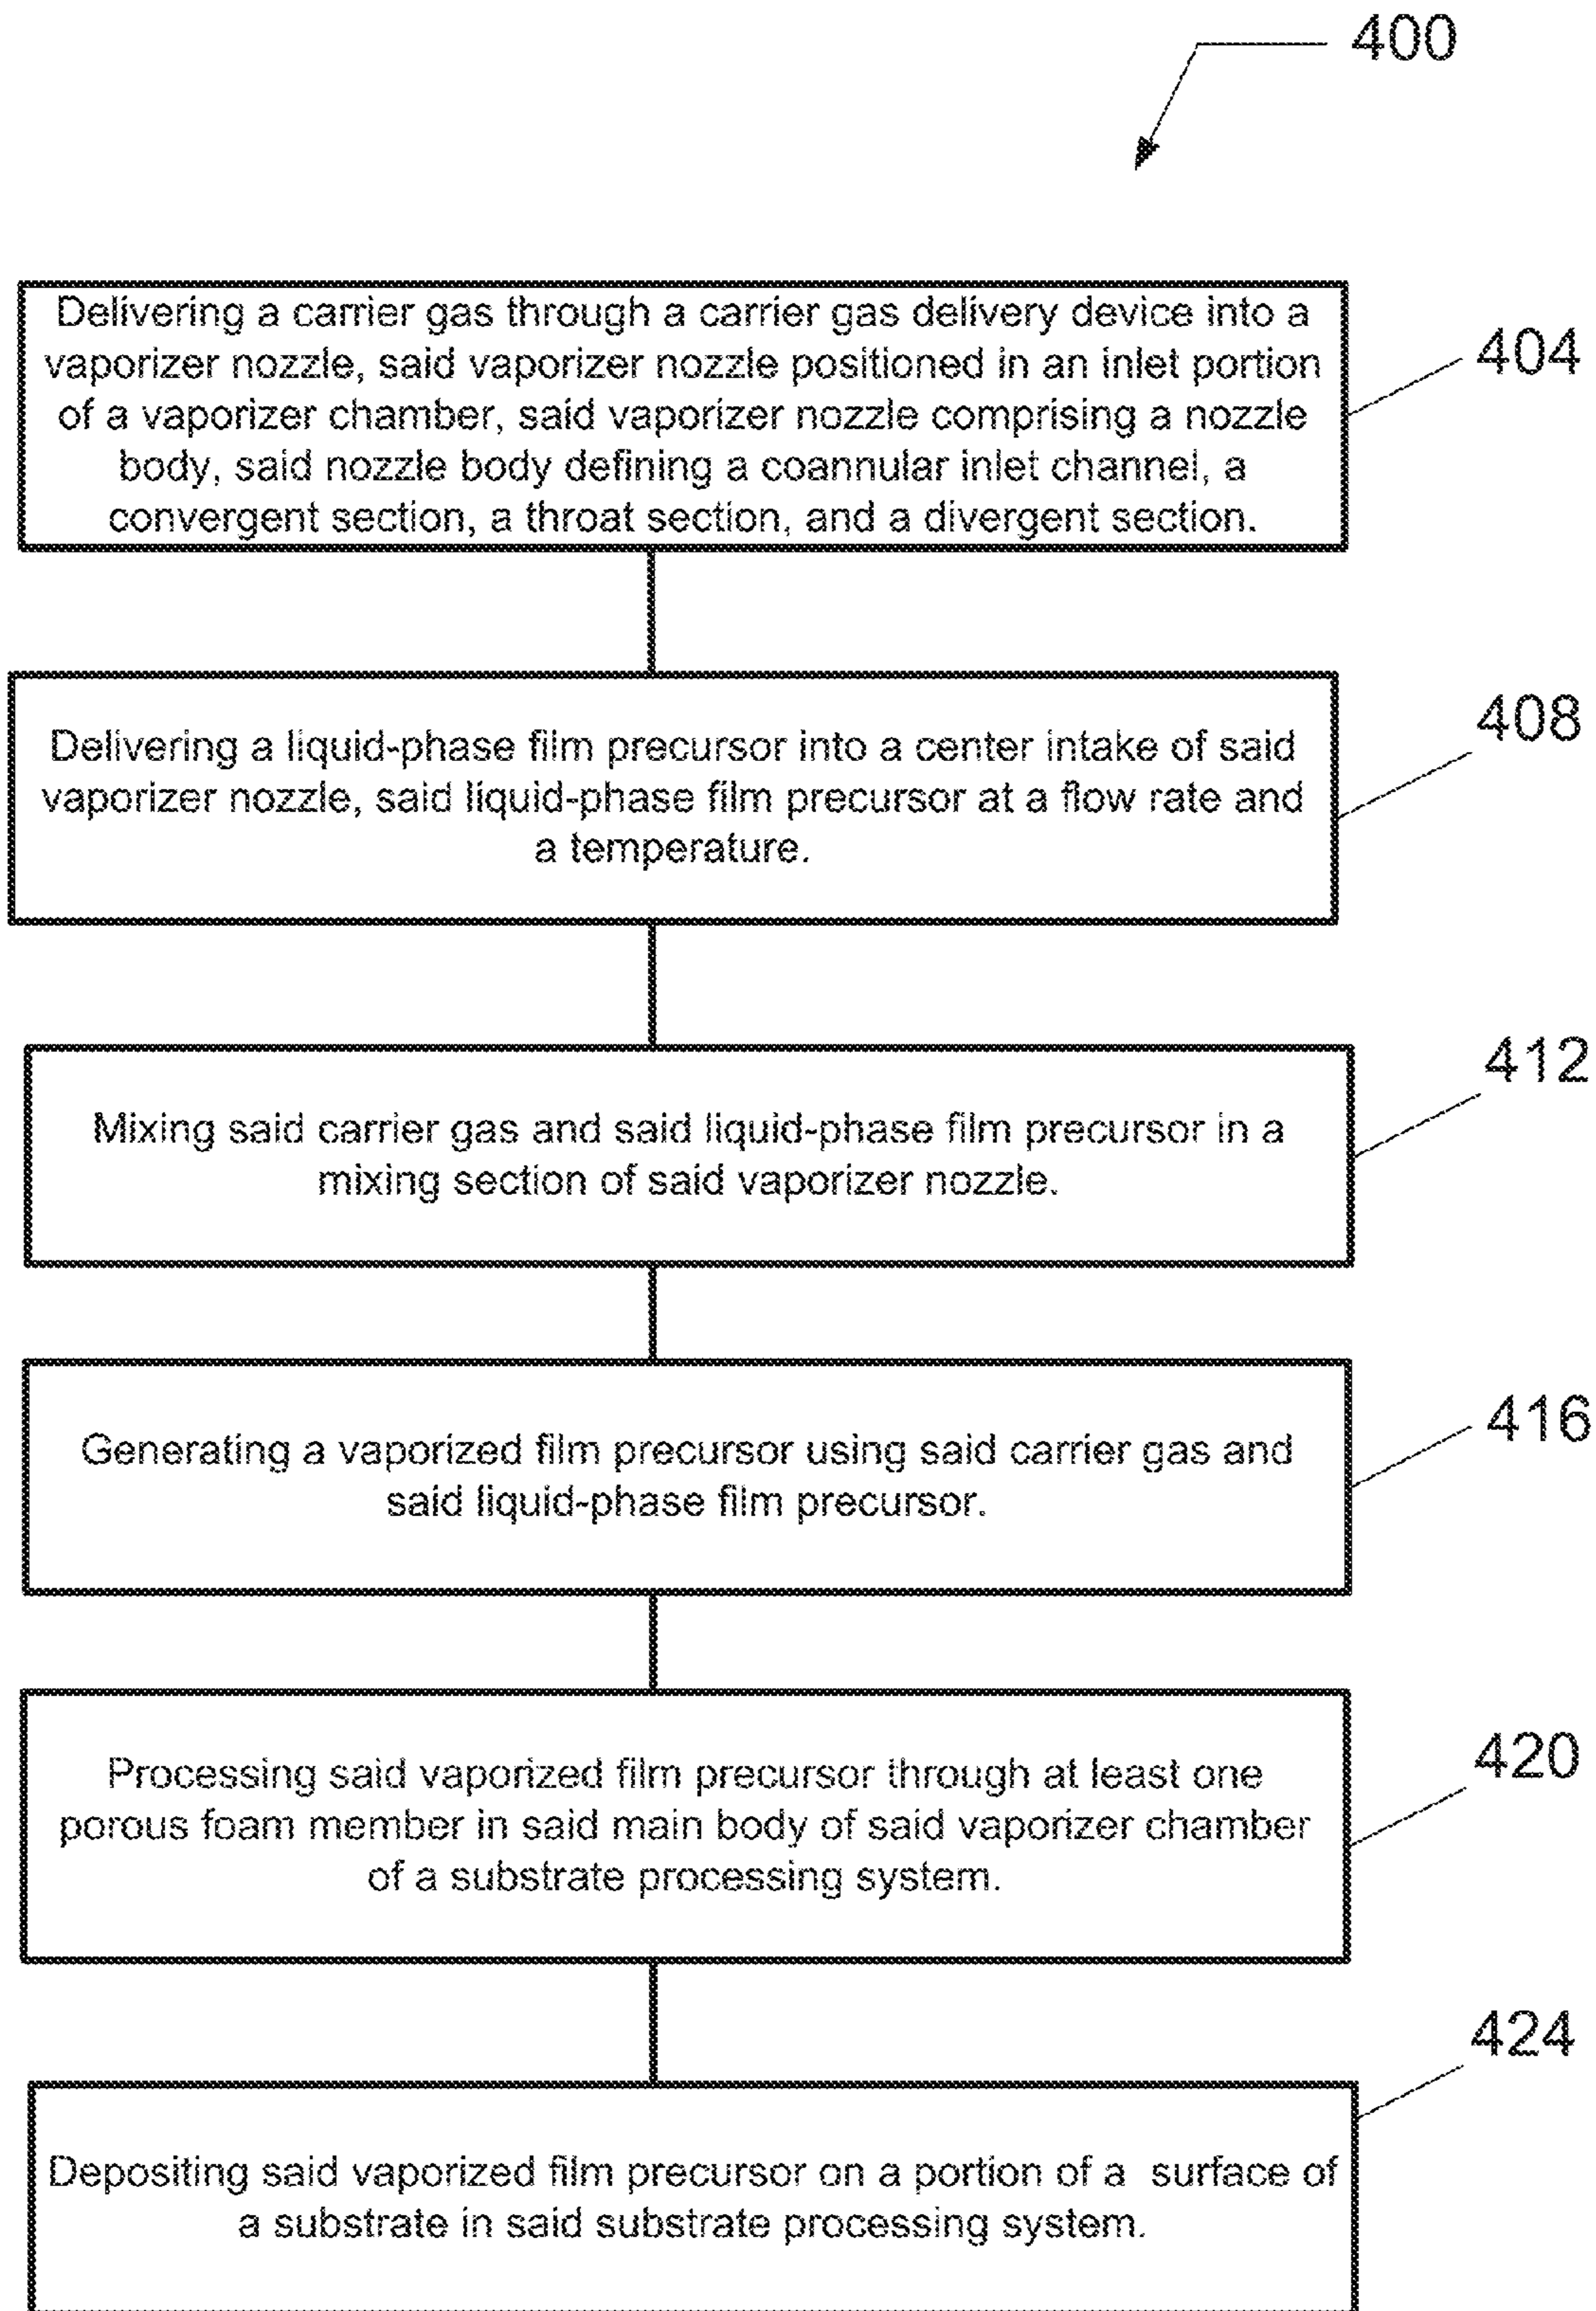 400
Delivering a carrier gas through a carrier gas delivery device into a
vaporizer nozzle, said vaporizer nozzle positioned in an inlet portion
of a vaporizer chamber, said vaporizer nozzle comprising a nozzle
body, said nozzle body defining a coannular inlet channel, a
convergent section, a throat section, and a divergent section.
404
Delivering a liquid-phase film precursor into a center intake of said
vaporizer nozzle, said liquid-phase film precursor at a flow rate and
a temperature.
408
Mixing said carrier gas and said liquid-phase film precursor in a
mixing section of said vaporizer nozzle.
412
Generating a vaporized film precursor using said carrier gas and
said liquid-phase film precursor.
416
Processing said vaporized film precursor through at least one
porous foam member in said main body of said vaporizer chamber
of a substrate processing system.
420
Depositing said vaporized film precursor on a portion of a surface of
a substrate in said substrate processing system.
424